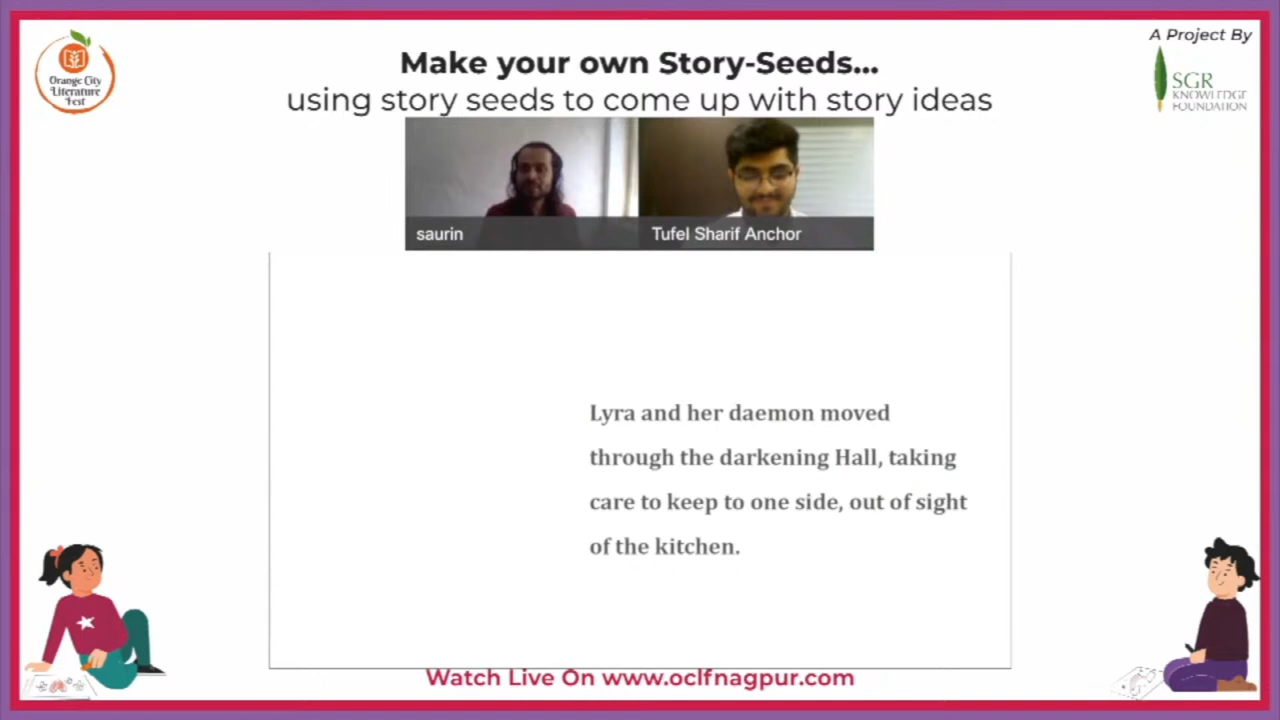 Orange City
Literature
Fest
Make your own Story-Seeds...
using story seeds to come up with story ideas
A Project By
SGR
KNOWLEDGE
FOUNDATION
saurin
Tufel Sharif Anchor
Lyra and her daemon moved
through the darkening Hall, taking
care to keep to one side, out of sight
of the kitchen.
Watch Live On www.oclfnagpur.com